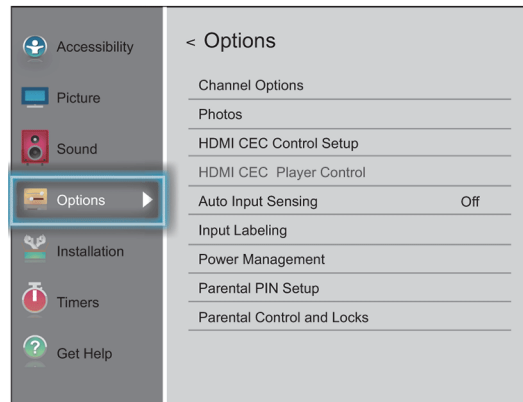 Accessibility
Picture
Sound
Options
Installation
Timers
Get Help
< Options
Channel Options
Photos
HDMI CEC Control Setup
HDMI CEC Player Control
Auto Input Sensing Off
Input Labeling
Power Management
Parental PIN Setup
Parental Control and Locks